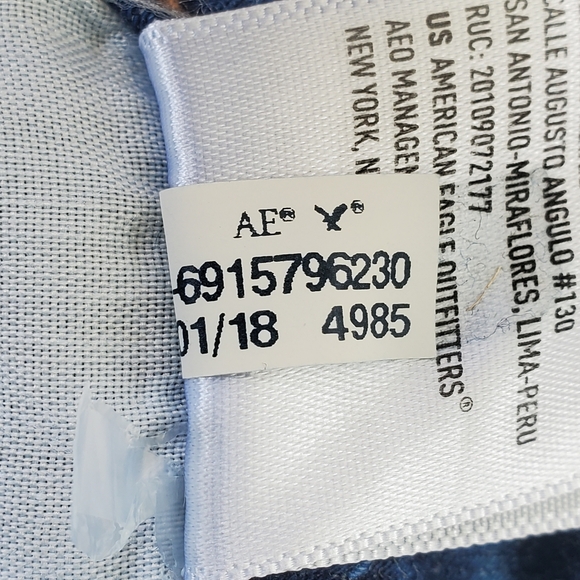 AE® ®
-6915796230
01/18 4985
CALLE AUGUSTO ANGULO #130
SAN ANTONIO-MIRAFLORES, LIMA-PERU
RUC: 20109072177
US AMERICAN EAGLE OUTFITTERS®
AEO
NEW YORK,